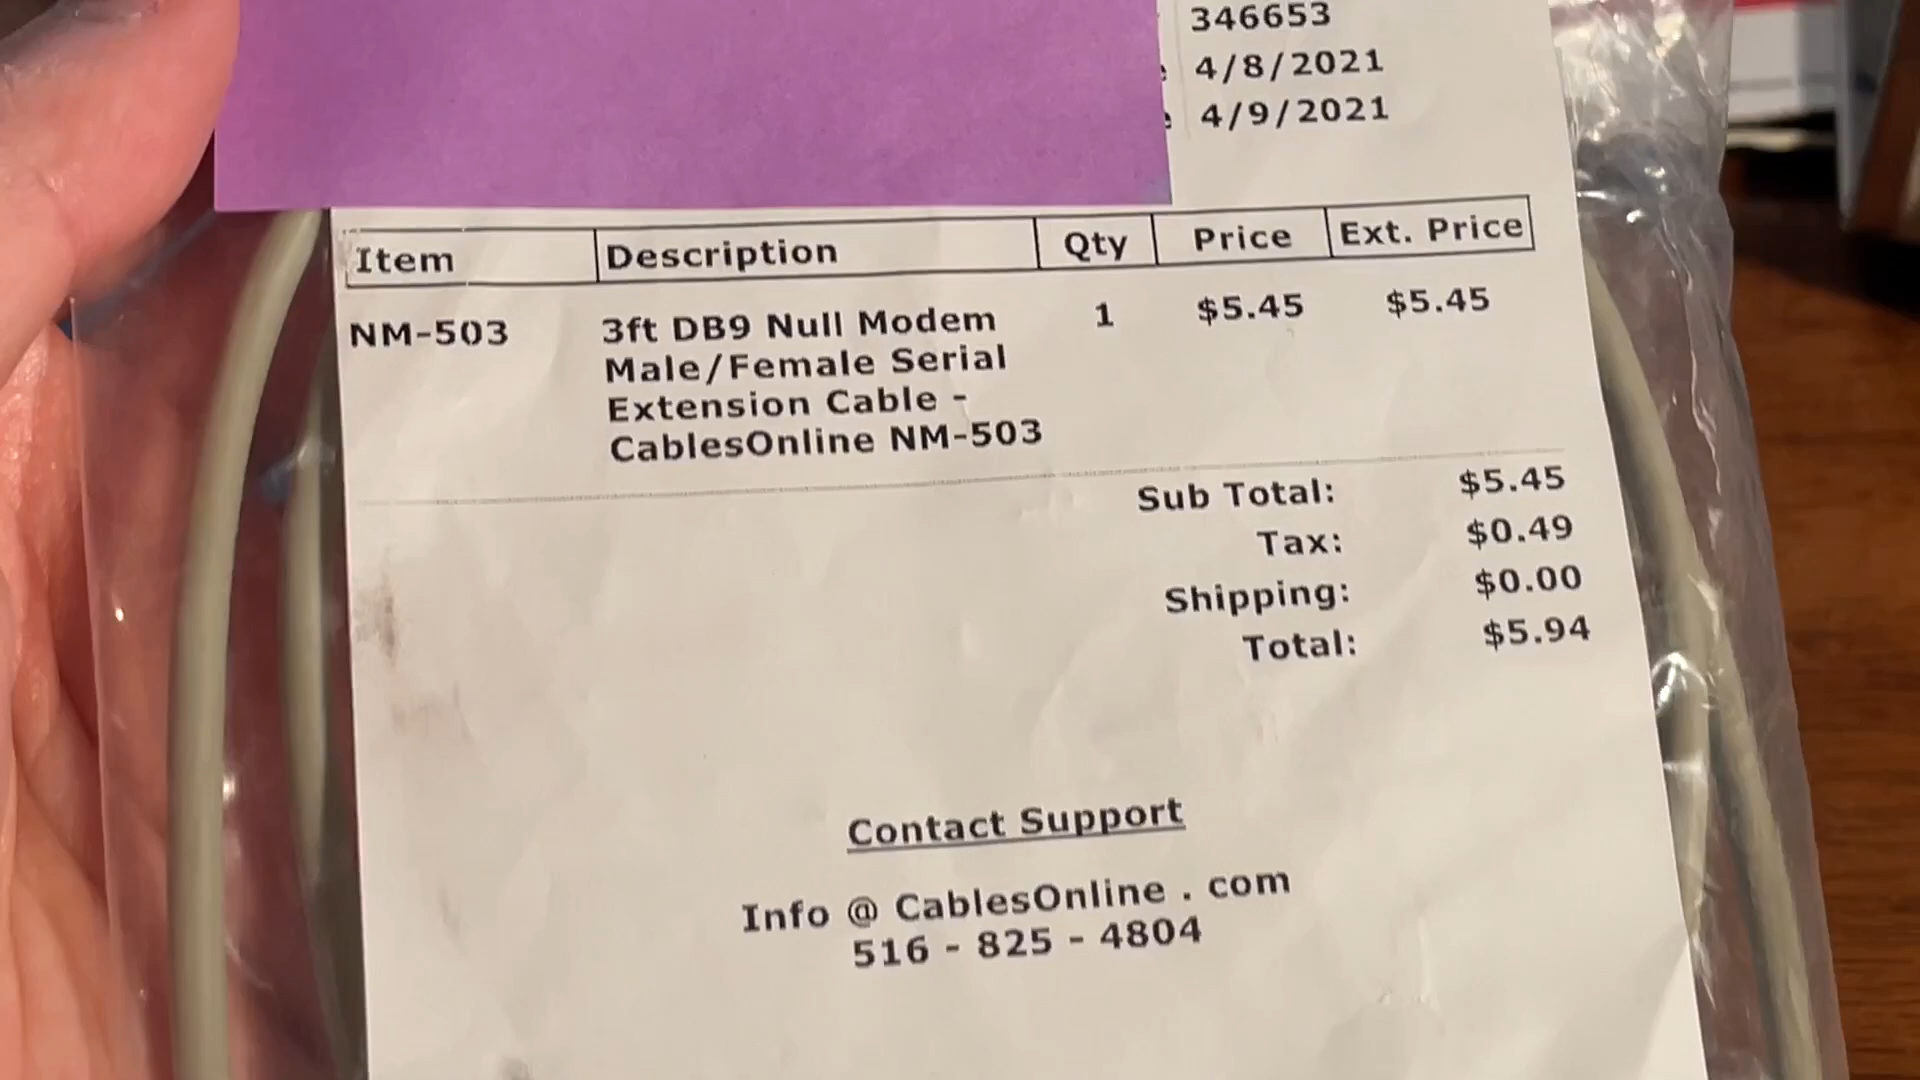 346653
4/8/2021
4/9/2021
Item Description Qty Price Ext. Price
NM-503 3ft DB9 Null Modem 1 $5.45 $5.45
Male/Female Serial
Extension Cable -
CablesOnline NM-503
Sub Total: $5.45
Tax: $0.49
Shipping: $0.00
Total: $5.94
Contact Support
Info @ CablesOnline . com
516 - 825 - 4804